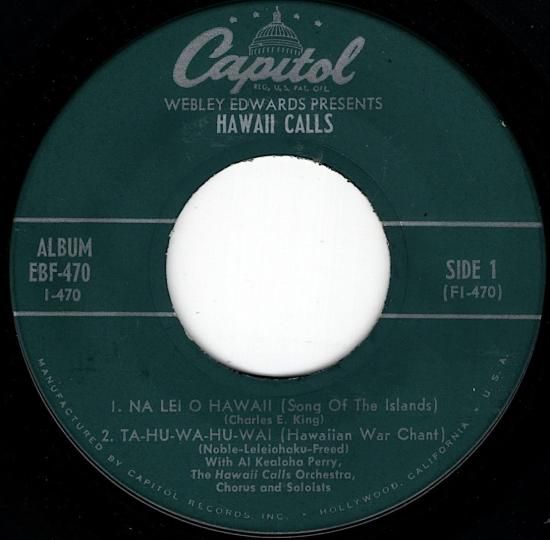 Capitol
REG. U.S. PAT. OFF.
WEBLEY EDWARDS PRESENTS
HAWAII CALLS
ALBUM
EBF-470
1-470
SIDE 1
(F1-470)
1. NA LEI O HAWAII (Song Of The Islands)
(Charles E. King)
2. TA-HU-WA-HU-WAI (Hawaiian War Chant)
(Noble-Leleiohaku-Freed)
With Al Kealoha Perry,
The Hawaii Calls Orchestra,
Chorus and Soloists
MANUFACTURED BY CAPITOL RECORDS, INC. • HOLLYWOOD, CALIFORNIA • U.S.A.